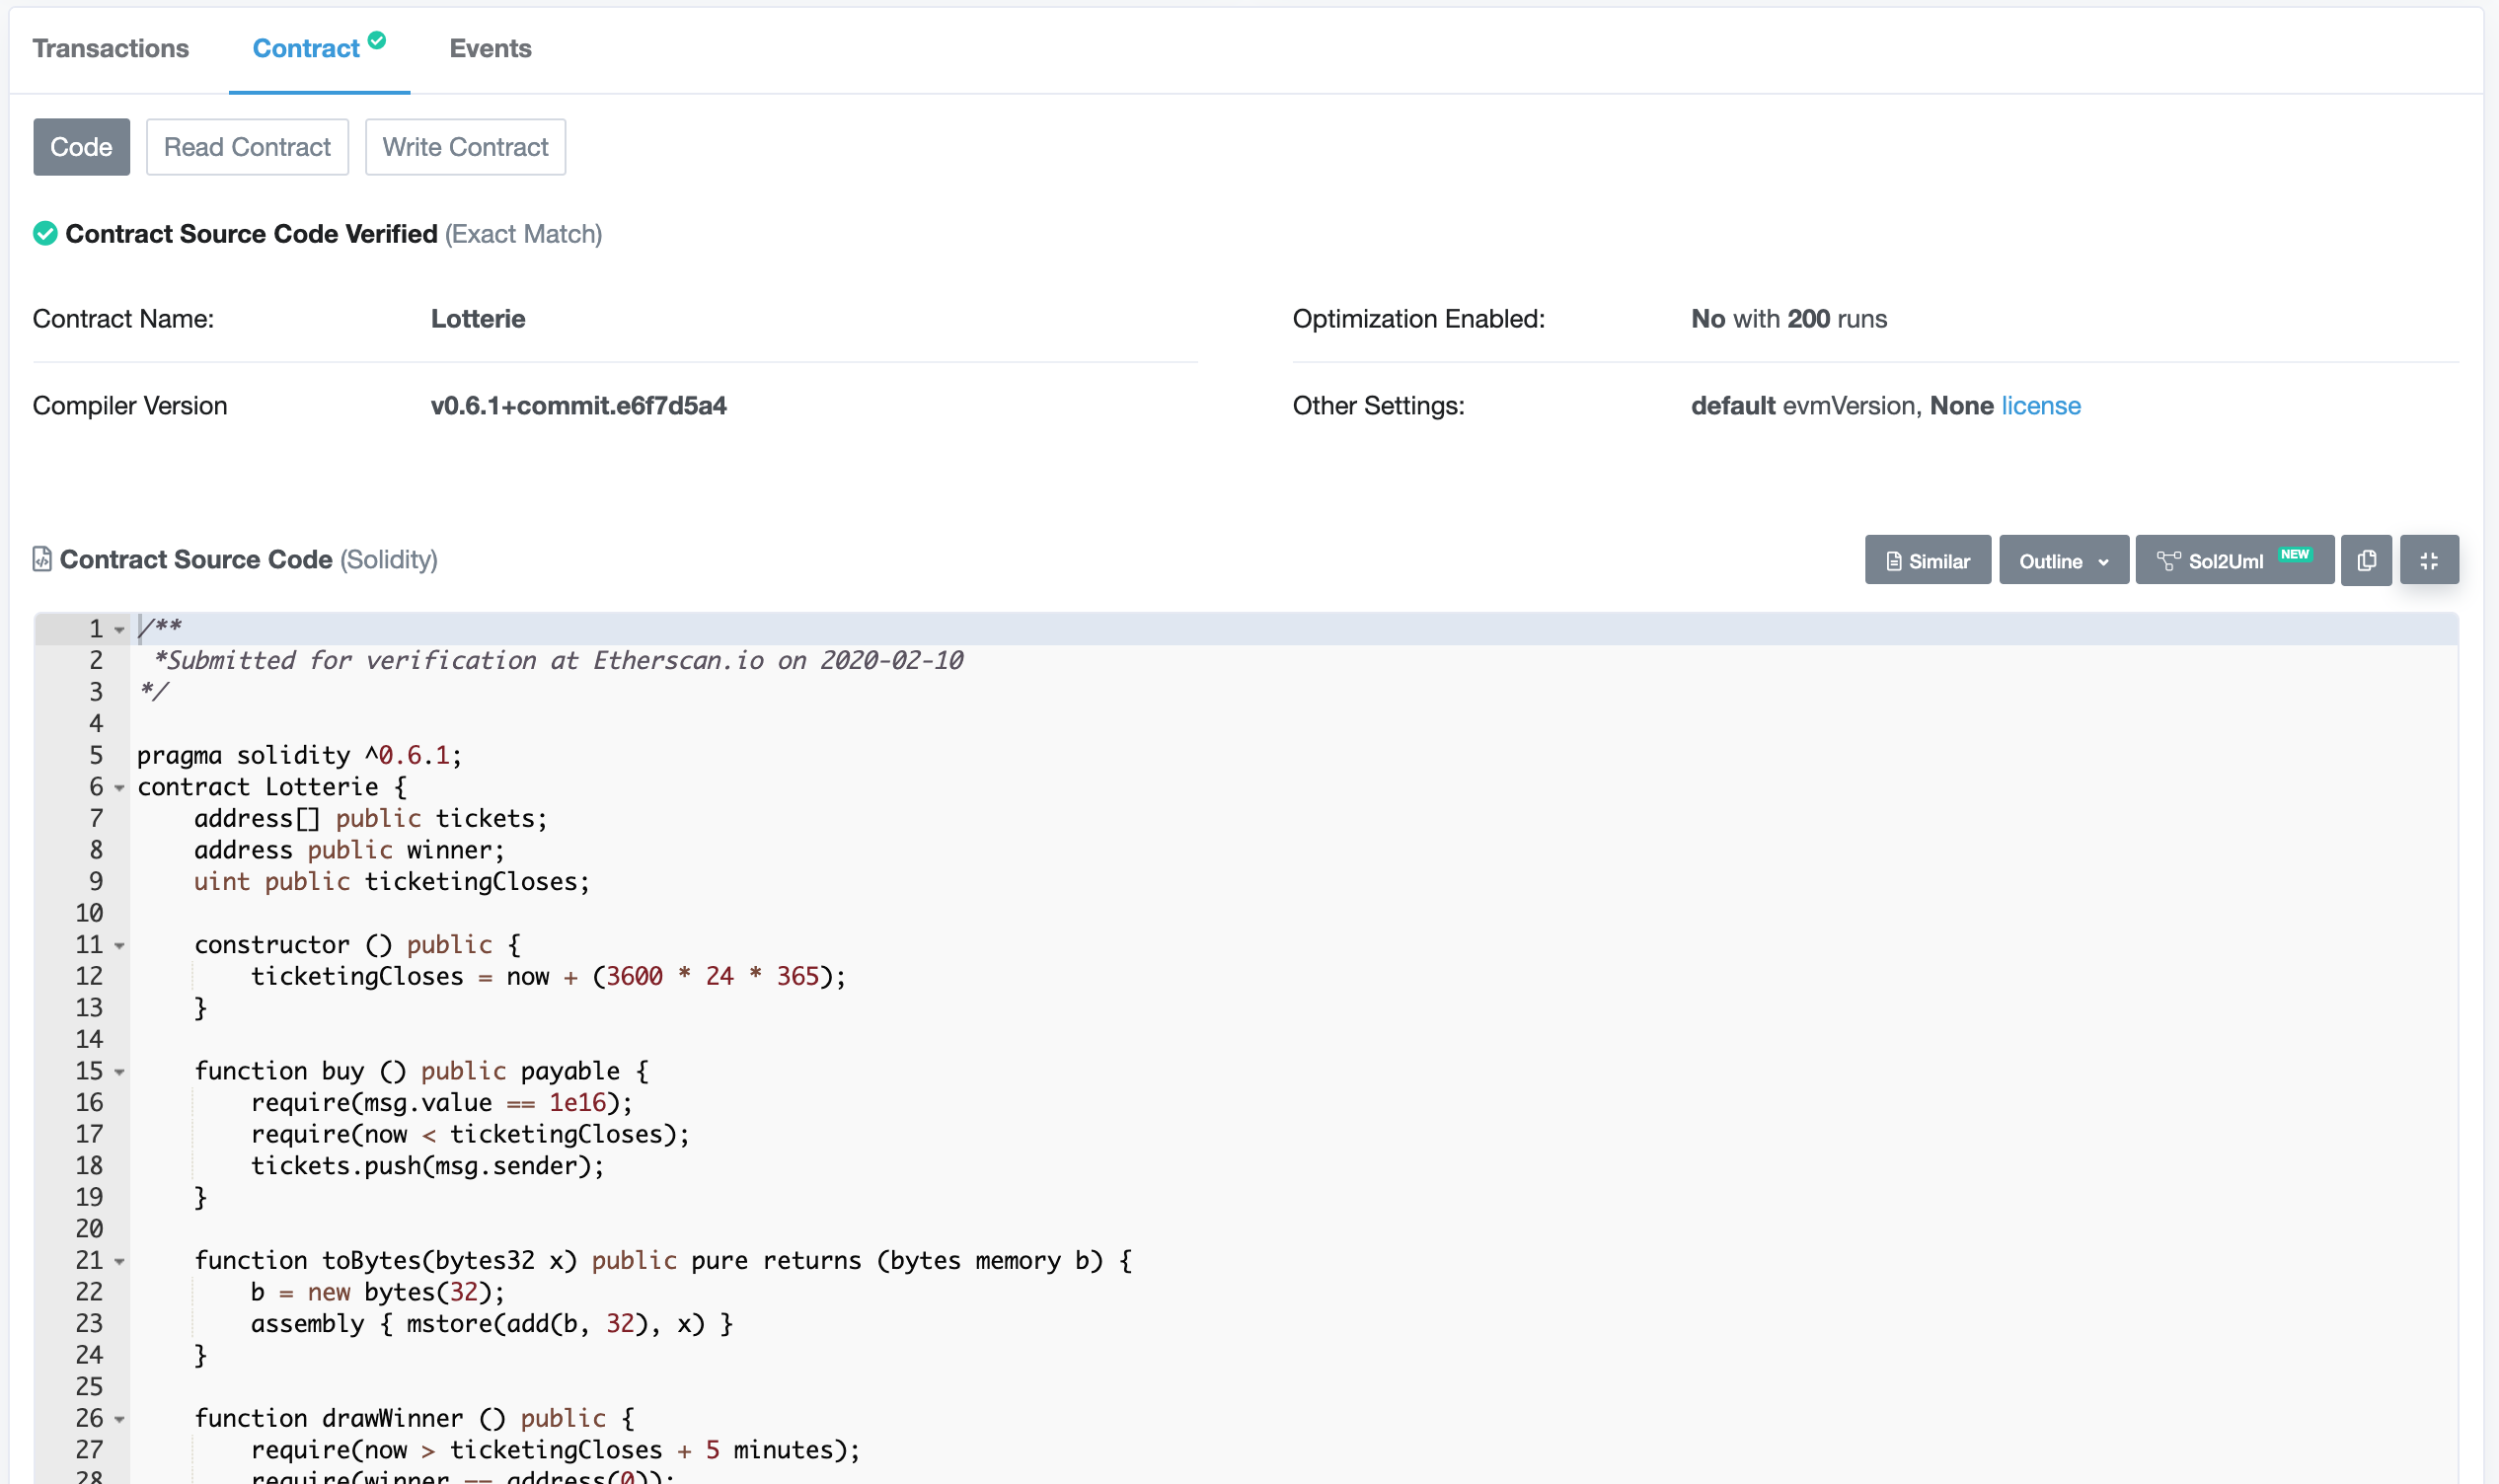 Transactions Contract Events
Code Read Contract Write Contract
Contract Source Code Verified (Exact Match)
Contract Name: Lotterie Optimization Enabled: No with 200 runs
Compiler Version v0.6.1+commit.e6f7d5a4 Other Settings: default evmVersion, None license
Contract Source Code (Solidity) Similar Outline Sol2Uml NEW
1 /**
2  *Submitted for verification at Etherscan.io on 2020-02-10
3 */
4
5 pragma solidity ^0.6.1;
6 contract Lotterie {
7     address[] public tickets;
8     address public winner;
9     uint public ticketingCloses;
10
11     constructor () public {
12         ticketingCloses = now + (3600 * 24 * 365);
13     }
14
15     function buy () public payable {
16         require(msg.value == 1e16);
17         require(now < ticketingCloses);
18         tickets.push(msg.sender);
19     }
20
21     function toBytes(bytes32 x) public pure returns (bytes memory b) {
22         b = new bytes(32);
23         assembly { mstore(add(b, 32), x) }
24     }
25
26     function drawWinner () public {
27         require(now > ticketingCloses + 5 minutes);
28         require(winner == address(0));